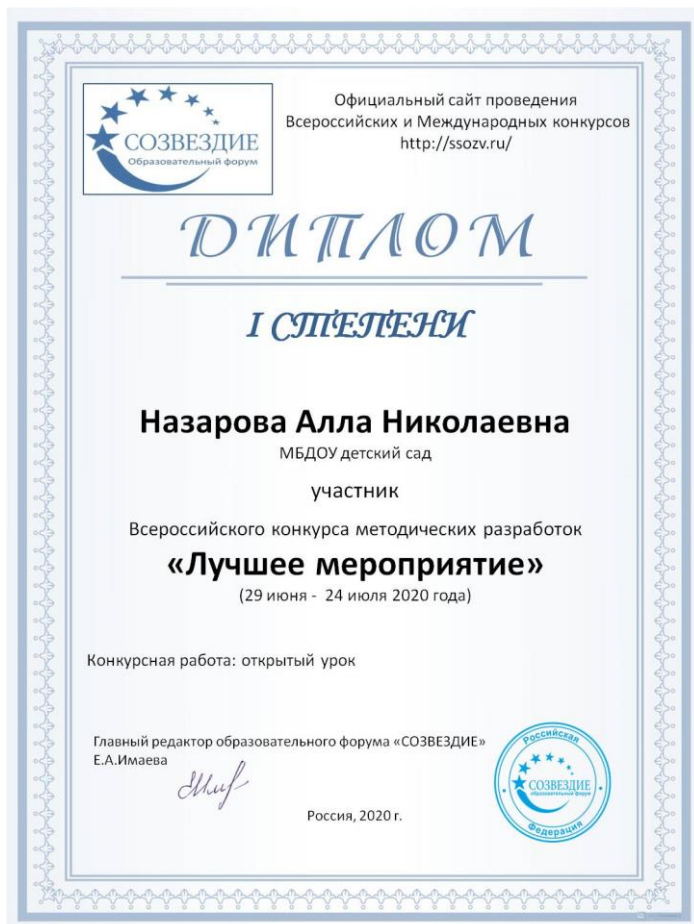 СОЗВЕЗДИЕ
Образовательный форум
Официальный сайт проведения
Всероссийских и Международных конкурсов
http://ssozv.ru/
ДИПЛОМ
I СТЕПЕНИ
Назарова Алла Николаевна
МБДОУ детский сад
участник
Всероссийского конкурса методических разработок
«Лучшее мероприятие»
(29 июня - 24 июля 2020 года)
Конкурсная работа: открытый урок
Главный редактор образовательного форума «СОЗВЕЗДИЕ»
Е.А.Имаева
Россия, 2020 г.
Российская
СОЗВЕЗДИЕ
образовательный форум
Федерация